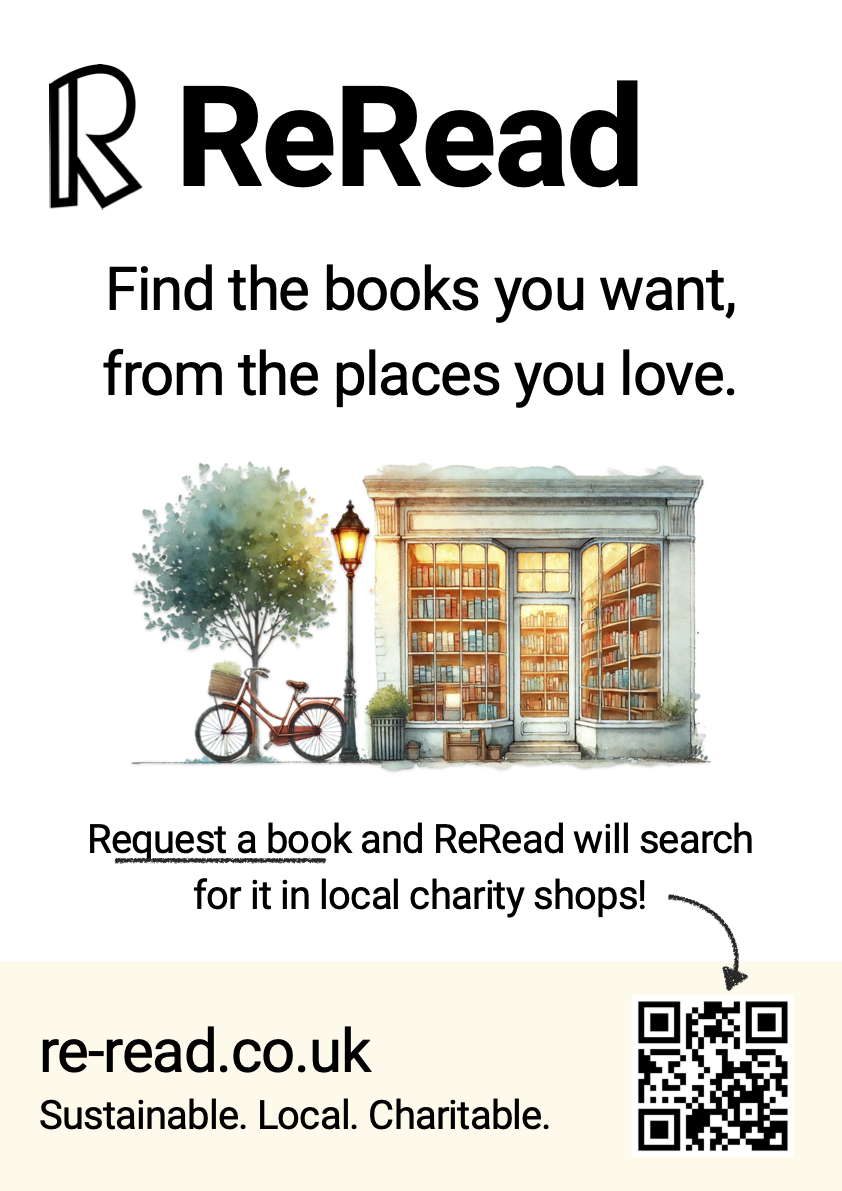 R ReRead
Find the books you want,
from the places you love.
Request a book and ReRead will search
for it in local charity shops!
re-read.co.uk
Sustainable. Local. Charitable.